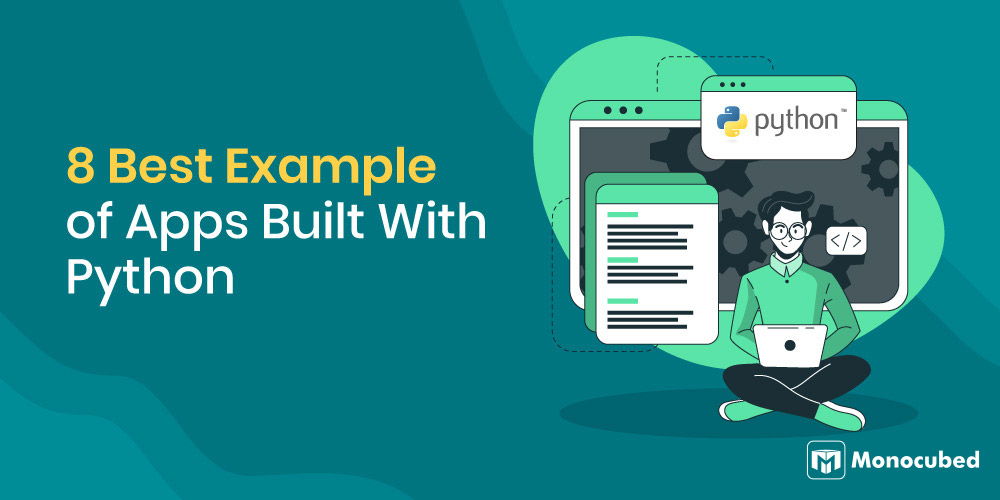 8 Best Example
of Apps Built With
Python
python™
</>
Monocubed